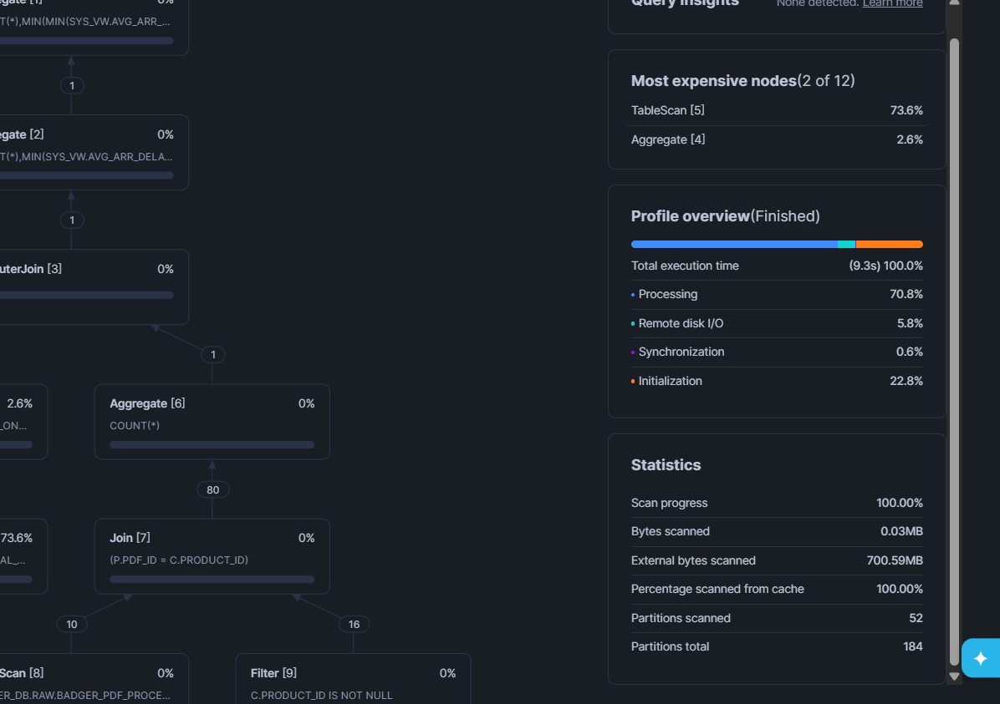 gate [1] 0%
T(*),MIN(MIN(SYS_VW.AVG_ARR_...
1
egate [2] 0%
T(*),MIN(SYS_VW.AVG_ARR_DELA...
1
uterJoin [3] 0%
1
2.6%
_ON...
Aggregate [6] 0%
COUNT(*)
80
73.6%
AL_...
Join [7] 0%
(P.PDF_ID = C.PRODUCT_ID)
10
16
Scan [8] 0%
ER_DB.RAW.BADGER_PDF_PROCE...
Filter [9] 0%
C.PRODUCT_ID IS NOT NULL
Query insights None detected. Learn more
Most expensive nodes(2 of 12)
TableScan [5] 73.6%
Aggregate [4] 2.6%
Profile overview(Finished)
Total execution time (9.3s) 100.0%
Processing 70.8%
Remote disk I/O 5.8%
Synchronization 0.6%
Initialization 22.8%
Statistics
Scan progress 100.00%
Bytes scanned 0.03MB
External bytes scanned 700.59MB
Percentage scanned from cache 100.00%
Partitions scanned 52
Partitions total 184